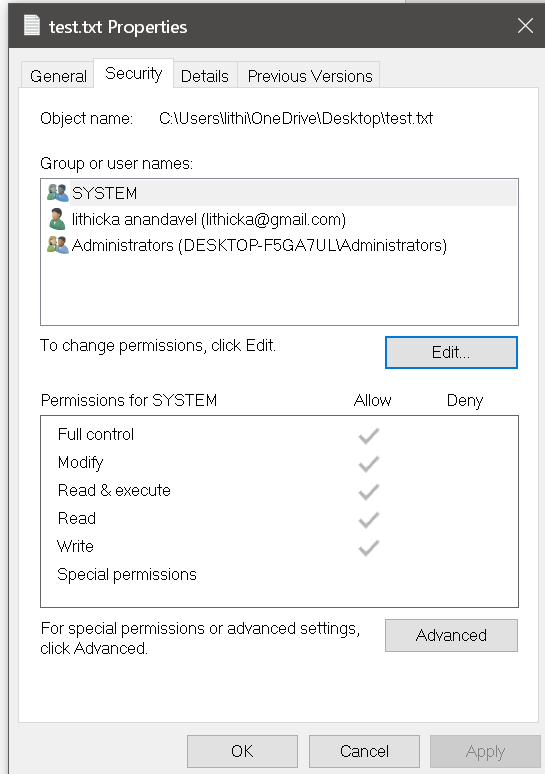 test.txt Properties
General Security Details Previous Versions
Object name: C:\Users\lithi\OneDrive\Desktop\test.txt
Group or user names:
SYSTEM
lithicka anandavel (lithicka@gmail.com)
Administrators (DESKTOP-F5GA7UL\Administrators)
To change permissions, click Edit.
Edit...
Permissions for SYSTEM Allow Deny
Full control
Modify
Read & execute
Read
Write
Special permissions
For special permissions or advanced settings,
click Advanced.
Advanced
OK Cancel Apply